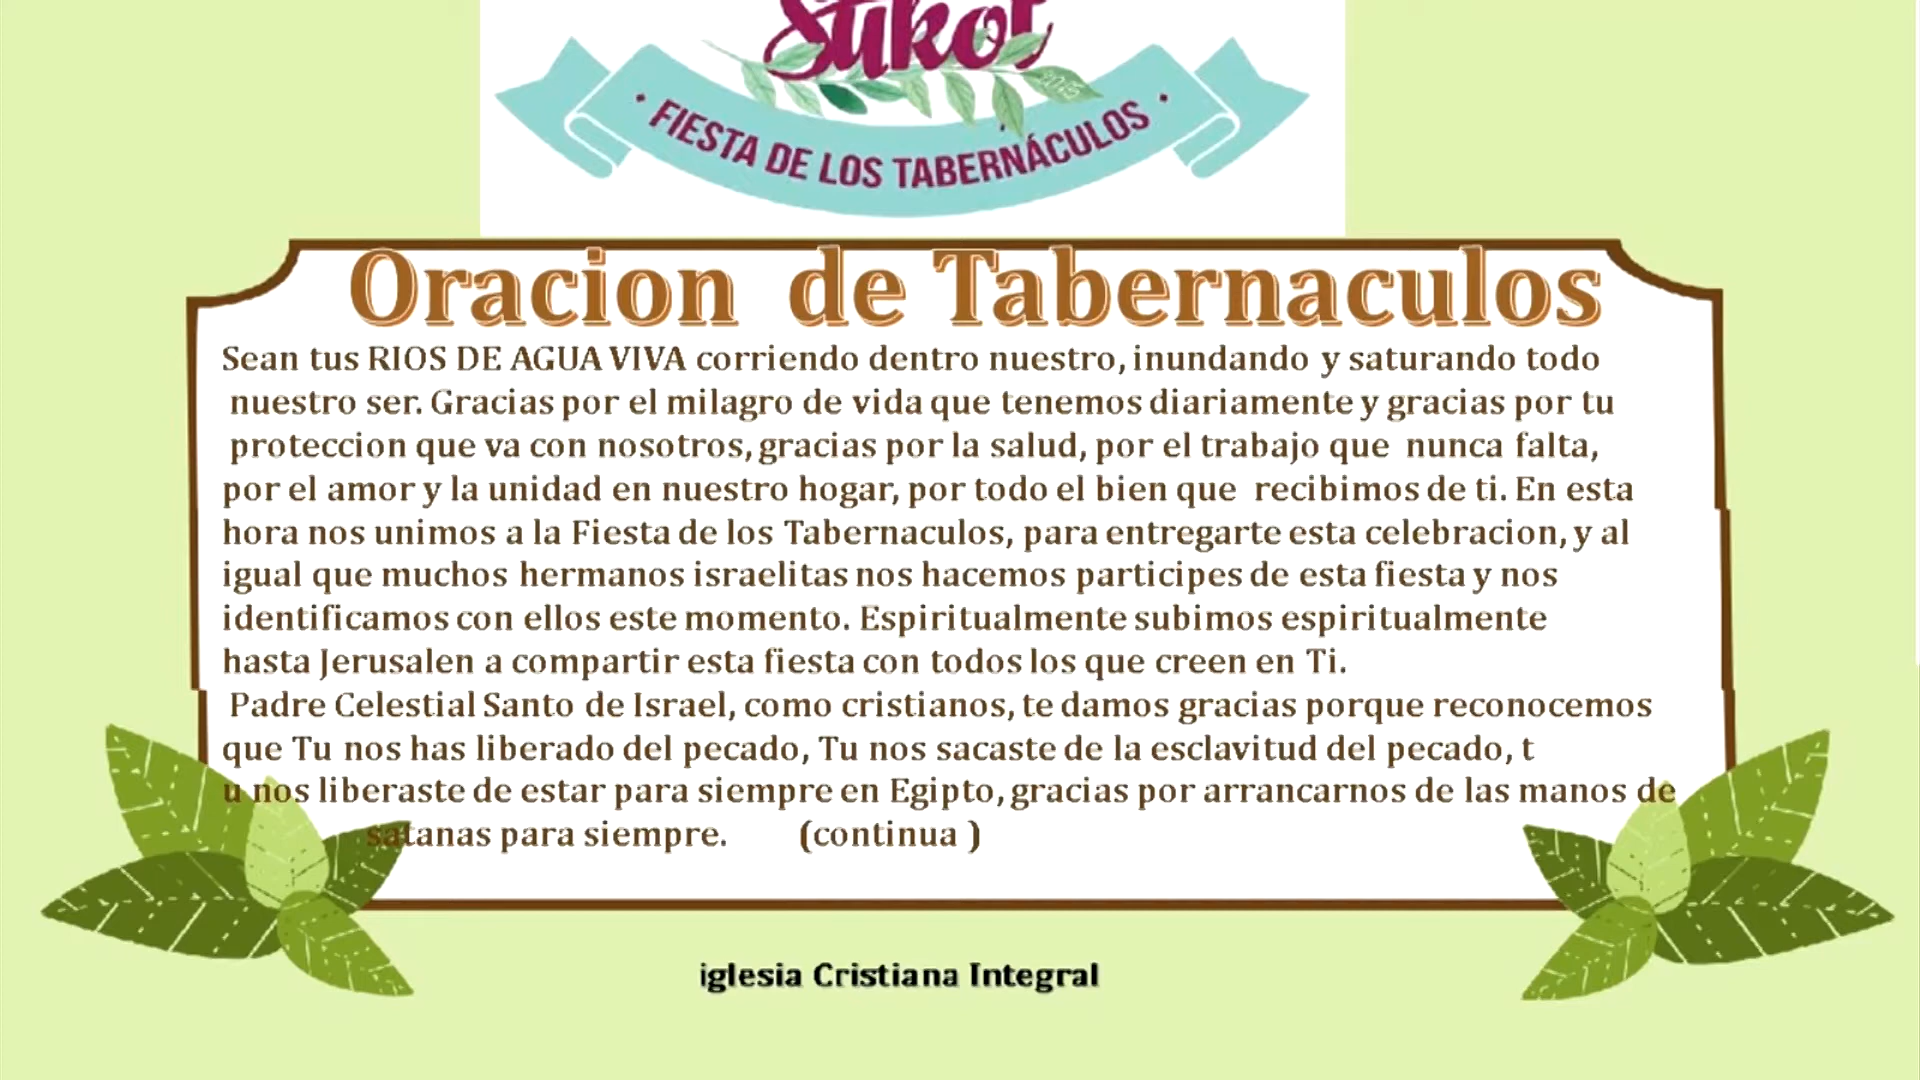 Sukot
2015
• FIESTA DE LOS TABERNÁCULOS •
Oracion de Tabernaculos
Sean tus RIOS DE AGUA VIVA corriendo dentro nuestro, inundando y saturando todo
nuestro ser. Gracias por el milagro de vida que tenemos diariamente y gracias por tu
proteccion que va con nosotros, gracias por la salud, por el trabajo que nunca falta,
por el amor y la unidad en nuestro hogar, por todo el bien que recibimos de ti. En esta
hora nos unimos a la Fiesta de los Tabernaculos, para entregarte esta celebracion, y al
igual que muchos hermanos israelitas nos hacemos participes de esta fiesta y nos
identificamos con ellos este momento. Espiritualmente subimos espiritualmente
hasta Jerusalen a compartir esta fiesta con todos los que creen en Ti.
Padre Celestial Santo de Israel, como cristianos, te damos gracias porque reconocemos
que Tu nos has liberado del pecado, Tu nos sacaste de la esclavitud del pecado, t
u nos liberaste de estar para siempre en Egipto, gracias por arrancarnos de las manos de
satanas para siempre. (continua )
iglesia Cristiana Integral